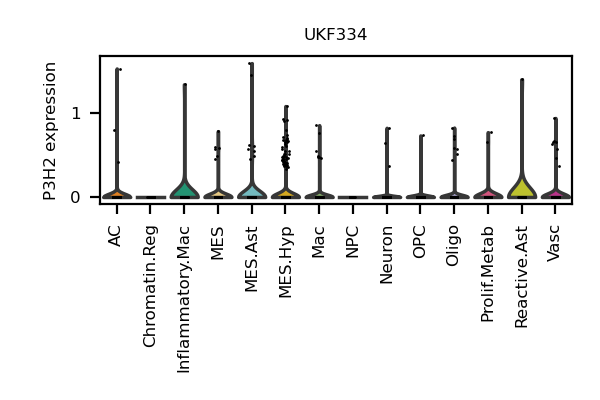 UKF334
P3H2 expression
1
0
AC
Chromatin.Reg
Inflammatory.Mac
MES
MES.Ast
MES.Hyp
Mac
NPC
Neuron
OPC
Oligo
Prolif.Metab
Reactive.Ast
Vasc